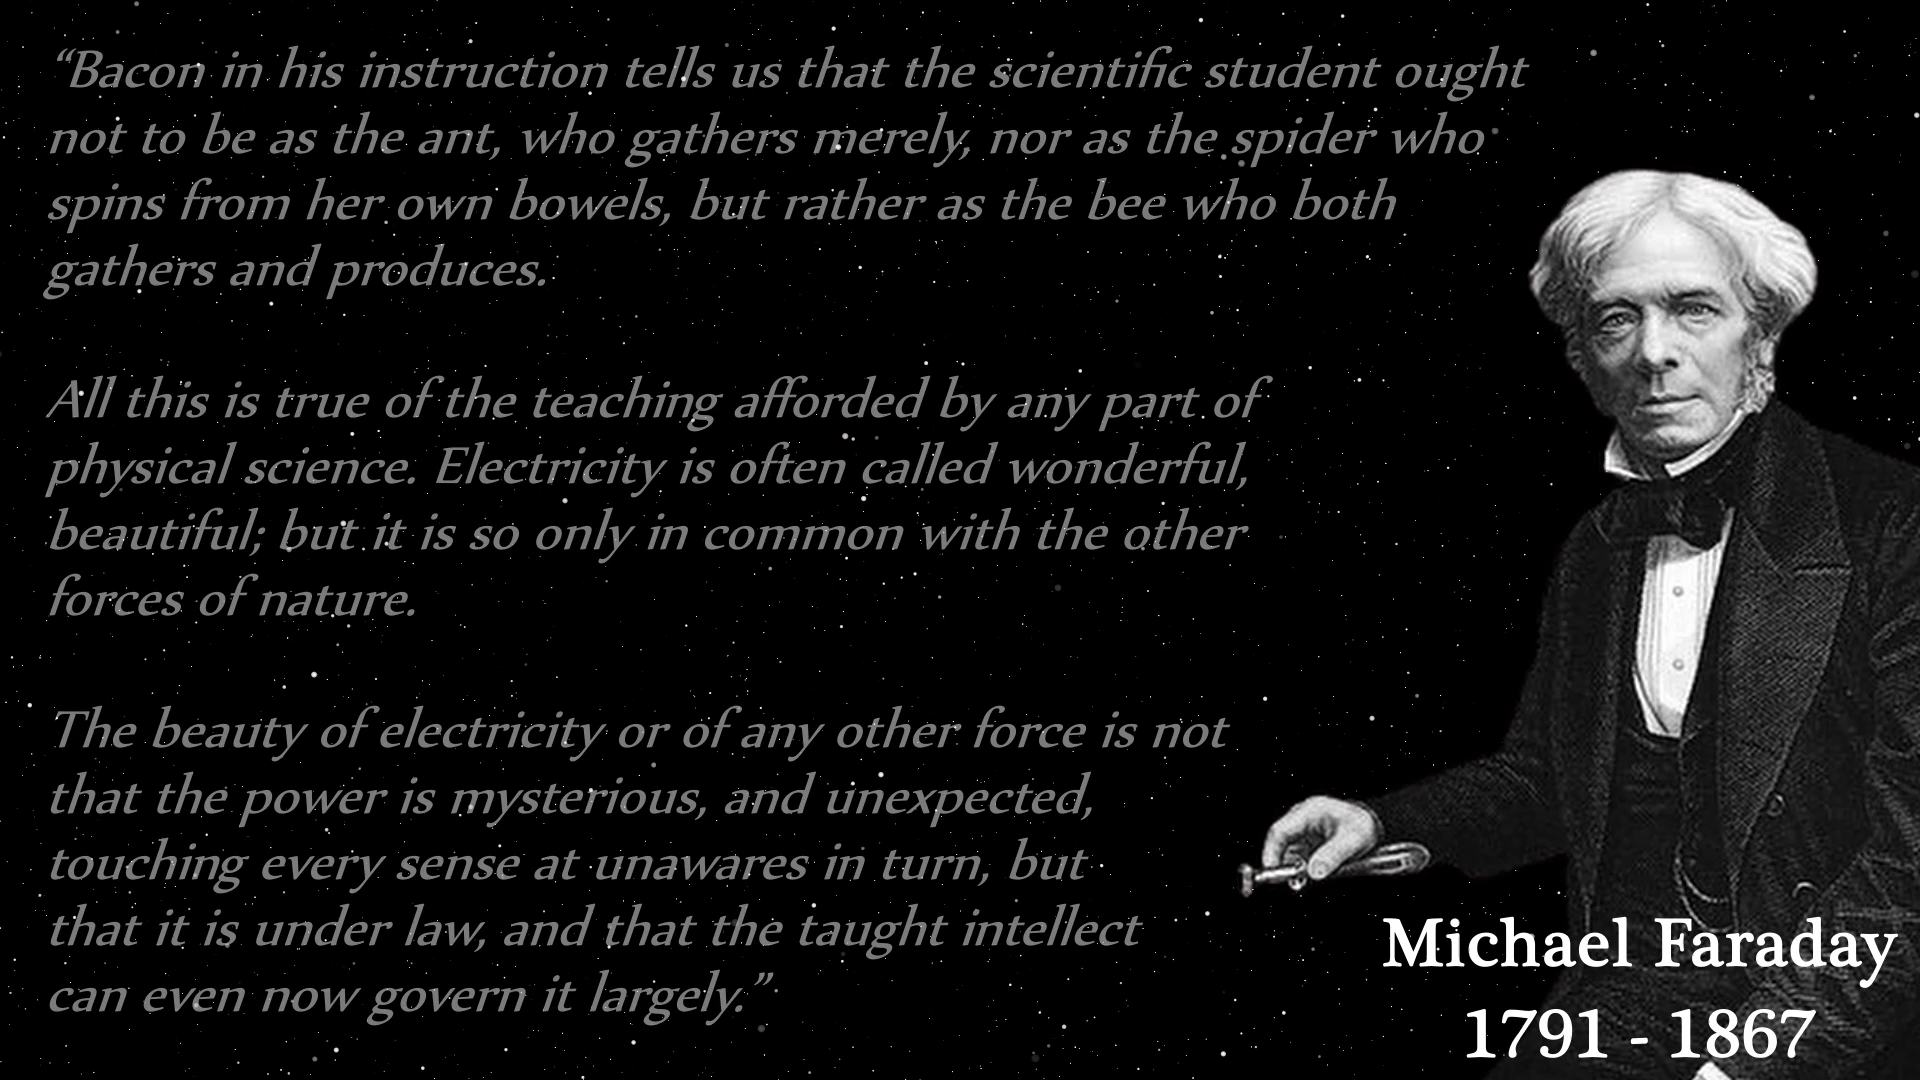 “Bacon in his instruction tells us that the scientific student ought
not to be as the ant, who gathers merely, nor as the spider who
spins from her own bowels, but rather as the bee who both
gathers and produces.
All this is true of the teaching afforded by any part of
physical science. Electricity is often called wonderful,
beautiful; but it is so only in common with the other
forces of nature.
The beauty of electricity or of any other force is not
that the power is mysterious, and unexpected,
touching every sense at unawares in turn, but
that it is under law, and that the taught intellect
can even now govern it largely.”
Michael Faraday
1791 - 1867